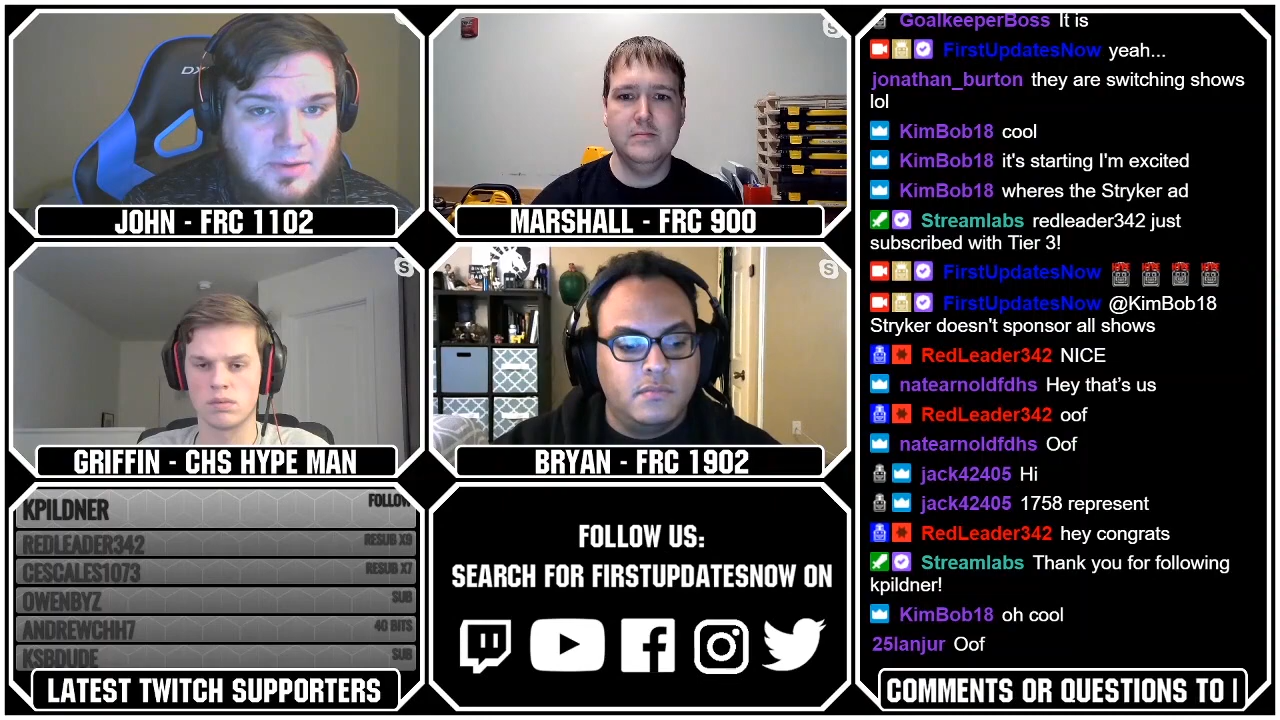 DX
JOHN - FRC 1102
MARSHALL - FRC 900
GRIFFIN - CHS HYPE MAN
BRYAN - FRC 1902
KPILDNER FOLLOW
REDLEADER342 RESUB X9
CESCALES1073 RESUB X7
OWENBYZ SUB
ANDREWCHH7 40 BITS
KSBDUDE SUB
LATEST TWITCH SUPPORTERS
FOLLOW US:
SEARCH FOR FIRSTUPDATESNOW ON
GoalkeeperBoss It is
FirstUpdatesNow yeah...
jonathan_burton they are switching shows
lol
KimBob18 cool
KimBob18 it's starting I'm excited
KimBob18 wheres the Stryker ad
Streamlabs redleader342 just
subscribed with Tier 3!
FirstUpdatesNow
FirstUpdatesNow @KimBob18
Stryker doesn't sponsor all shows
RedLeader342 NICE
natearnoldfdhs Hey that's us
RedLeader342 oof
natearnoldfdhs Oof
jack42405 Hi
jack42405 1758 represent
RedLeader342 hey congrats
Streamlabs Thank you for following
kpildner!
KimBob18 oh cool
25lanjur Oof
COMMENTS OR QUESTIONS TO